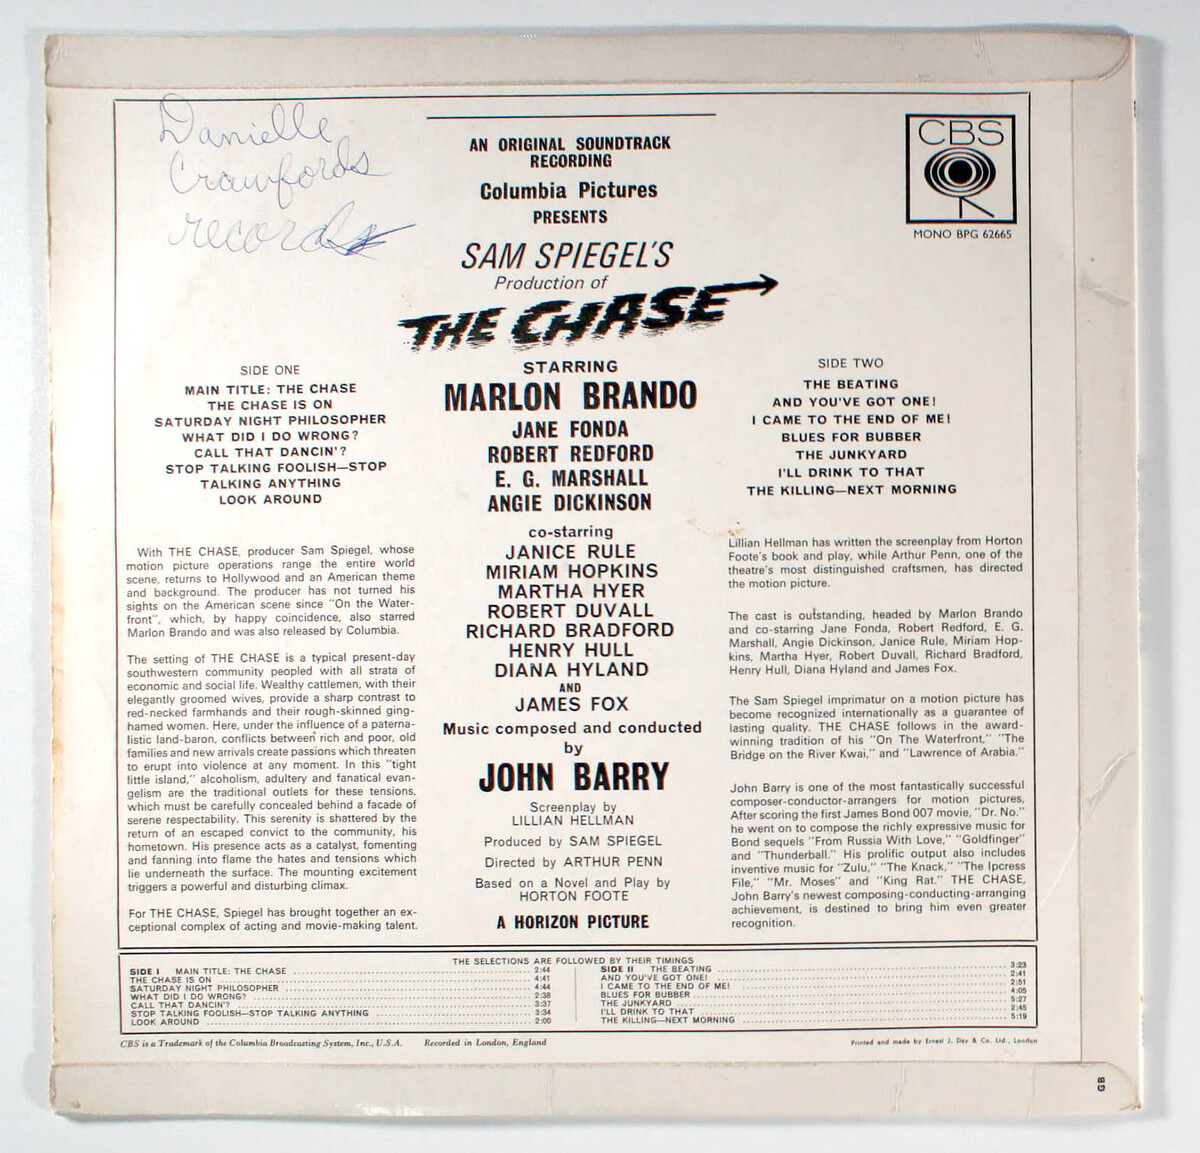 Danielle
Crawfords
records
AN ORIGINAL SOUNDTRACK
RECORDING
Columbia Pictures
PRESENTS
SAM SPIEGEL'S
Production of
THE CHASE
CBS
MONO BPG 62665
SIDE ONE
MAIN TITLE: THE CHASE
THE CHASE IS ON
SATURDAY NIGHT PHILOSOPHER
WHAT DID I DO WRONG?
CALL THAT DANCIN'?
STOP TALKING FOOLISH—STOP
TALKING ANYTHING
LOOK AROUND
STARRING
MARLON BRANDO
JANE FONDA
ROBERT REDFORD
E. G. MARSHALL
ANGIE DICKINSON
co-starring
JANICE RULE
MIRIAM HOPKINS
MARTHA HYER
ROBERT DUVALL
RICHARD BRADFORD
HENRY HULL
DIANA HYLAND
AND
JAMES FOX
Music composed and conducted
by
JOHN BARRY
Screenplay by
LILLIAN HELLMAN
Produced by SAM SPIEGEL
Directed by ARTHUR PENN
Based on a Novel and Play by
HORTON FOOTE
A HORIZON PICTURE
SIDE TWO
THE BEATING
AND YOU'VE GOT ONE!
I CAME TO THE END OF ME!
BLUES FOR BUBBER
THE JUNKYARD
I'LL DRINK TO THAT
THE KILLING—NEXT MORNING
With THE CHASE, producer Sam Spiegel, whose
motion picture operations range the entire world
scene, returns to Hollywood and an American theme
and background. The producer has not turned his
sights on the American scene since "On the Water-
front", which, by happy coincidence, also starred
Marlon Brando and was also released by Columbia.
The setting of THE CHASE is a typical present-day
southwestern community peopled with all strata of
economic and social life. Wealthy cattlemen, with their
elegantly groomed wives, provide a sharp contrast to
red-necked farmhands and their rough-skinned ging-
hamed women. Here, under the influence of a paterna-
listic land-baron, conflicts between rich and poor, old
families and new arrivals create passions which threaten
to erupt into violence at any moment. In this "tight
little island," alcoholism, adultery and fanatical evan-
gelism are the traditional outlets for these tensions,
which must be carefully concealed behind a facade of
serene respectability. This serenity is shattered by the
return of an escaped convict to the community, his
hometown. His presence acts as a catalyst, fomenting
and fanning into flame the hates and tensions which
lie underneath the surface. The mounting excitement
triggers a powerful and disturbing climax.
For THE CHASE, Spiegel has brought together an ex-
ceptional complex of acting and movie-making talent.
Lillian Hellman has written the screenplay from Horton
Foote's book and play, while Arthur Penn, one of the
theatre's most distinguished craftsmen, has directed
the motion picture.
The cast is outstanding, headed by Marlon Brando
and co-starring Jane Fonda, Robert Redford, E. G.
Marshall, Angie Dickinson, Janice Rule, Miriam Hop-
kins, Martha Hyer, Robert Duvall, Richard Bradford,
Henry Hull, Diana Hyland and James Fox.
The Sam Spiegel imprimatur on a motion picture has
become recognized internationally as a guarantee of
lasting quality. THE CHASE follows in the award-
winning tradition of his "On The Waterfront," "The
Bridge on the River Kwai," and "Lawrence of Arabia."
John Barry is one of the most fantastically successful
composer-conductor-arrangers for motion pictures,
After scoring the first James Bond 007 movie, "Dr. No."
he went on to compose the richly expressive music for
Bond sequels "From Russia With Love," "Goldfinger"
and "Thunderball." His prolific output also includes
inventive music for "Zulu," "The Knack," "The Ipcress
File," "Mr. Moses" and "King Rat." THE CHASE,
John Barry's newest composing-conducting-arranging
achievement, is destined to bring him even greater
recognition.
THE SELECTIONS ARE FOLLOWED BY THEIR TIMINGS
SIDE I MAIN TITLE: THE CHASE 2:44
THE CHASE IS ON 4:41
SATURDAY NIGHT PHILOSOPHER 4:44
WHAT DID I DO WRONG? 2:38
CALL THAT DANCIN'? 3:37
STOP TALKING FOOLISH—STOP TALKING ANYTHING 3:34
LOOK AROUND 2:00
SIDE II THE BEATING 3:23
AND YOU'VE GOT ONE! 2:41
I CAME TO THE END OF ME! 2:51
BLUES FOR BUBBER 4:05
THE JUNKYARD 5:27
I'LL DRINK TO THAT 2:45
THE KILLING—NEXT MORNING 5:19
CBS is a Trademark of the Columbia Broadcasting System, Inc., U.S.A. Recorded in London, England
Printed and made by Ernest J. Day & Co. Ltd., London
GB